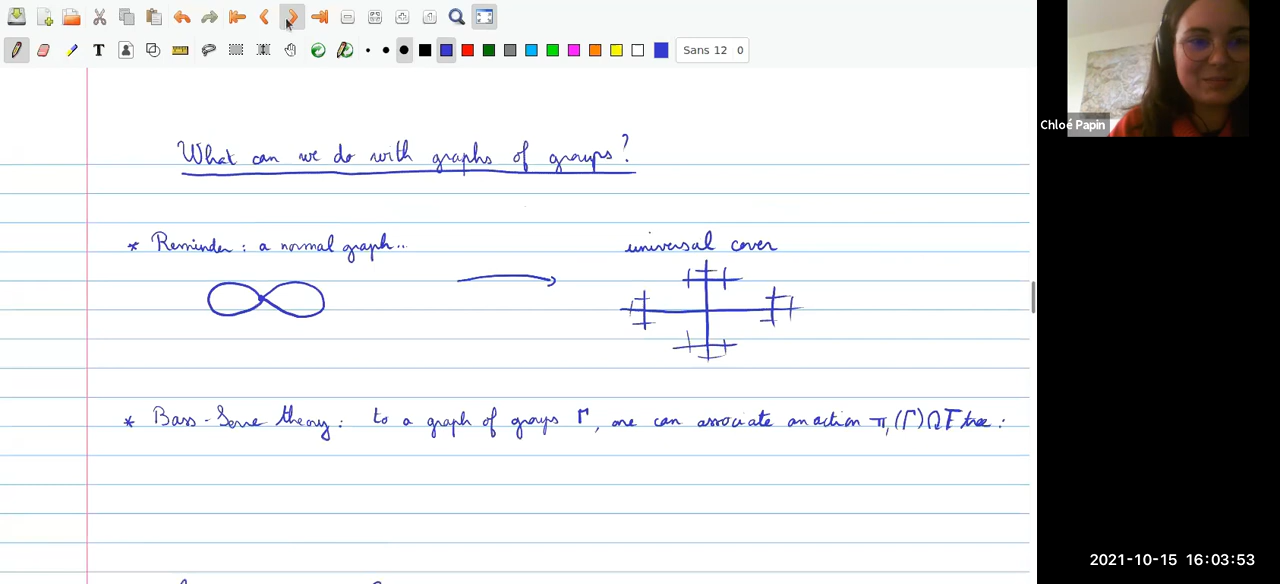 Sans 12 0
Chloé Papin
What can we do with graphs of groups?
* Reminder: a normal graph..
universal cover
* Bass-Serre theory: to a graph of groups Γ, one can associate an action π₁(Γ)↷T tree:
2021-10-15 16:03:53